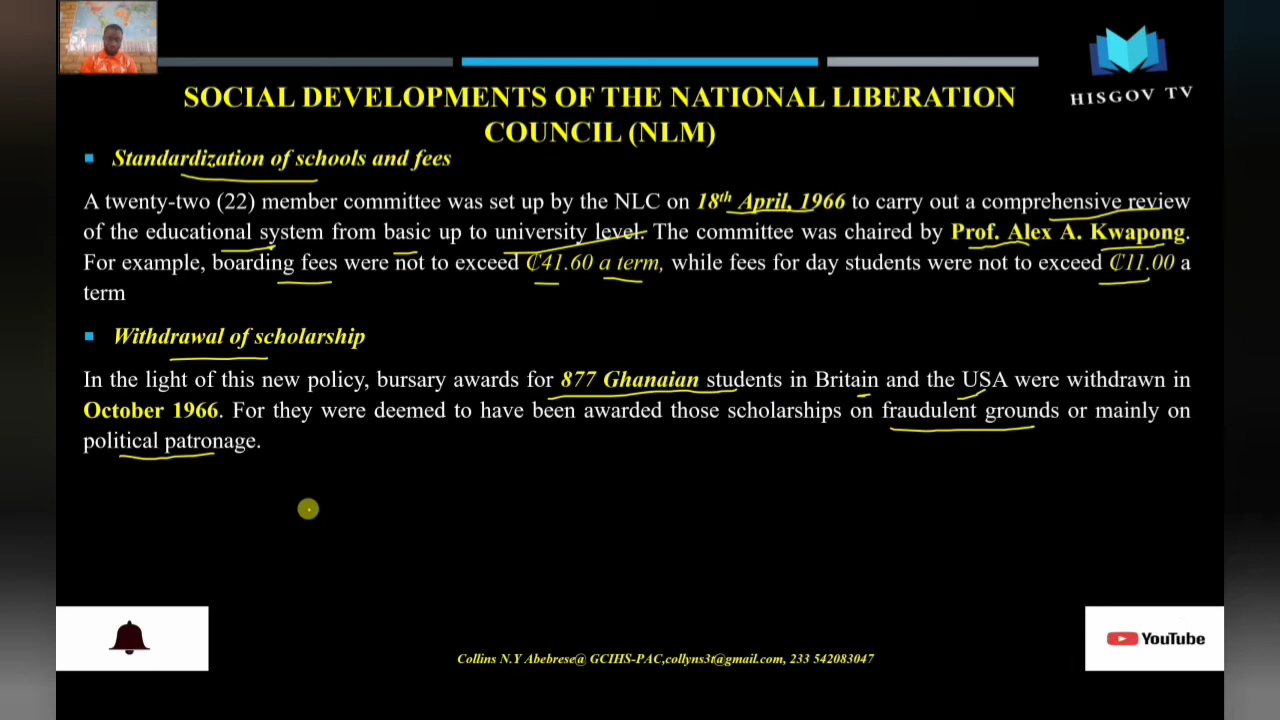 HISGOV TV
SOCIAL DEVELOPMENTS OF THE NATIONAL LIBERATION
COUNCIL (NLM)
Standardization of schools and fees
A twenty-two (22) member committee was set up by the NLC on 18th April, 1966 to carry out a comprehensive review
of the educational system from basic up to university level. The committee was chaired by Prof. Alex A. Kwapong.
For example, boarding fees were not to exceed ₵41.60 a term, while fees for day students were not to exceed ₵11.00 a
term
Withdrawal of scholarship
In the light of this new policy, bursary awards for 877 Ghanaian students in Britain and the USA were withdrawn in
October 1966. For they were deemed to have been awarded those scholarships on fraudulent grounds or mainly on
political patronage.
YouTube
Collins N.Y Abebrese@ GCIHS-PAC,collyns3t@gmail.com, 233 542083047